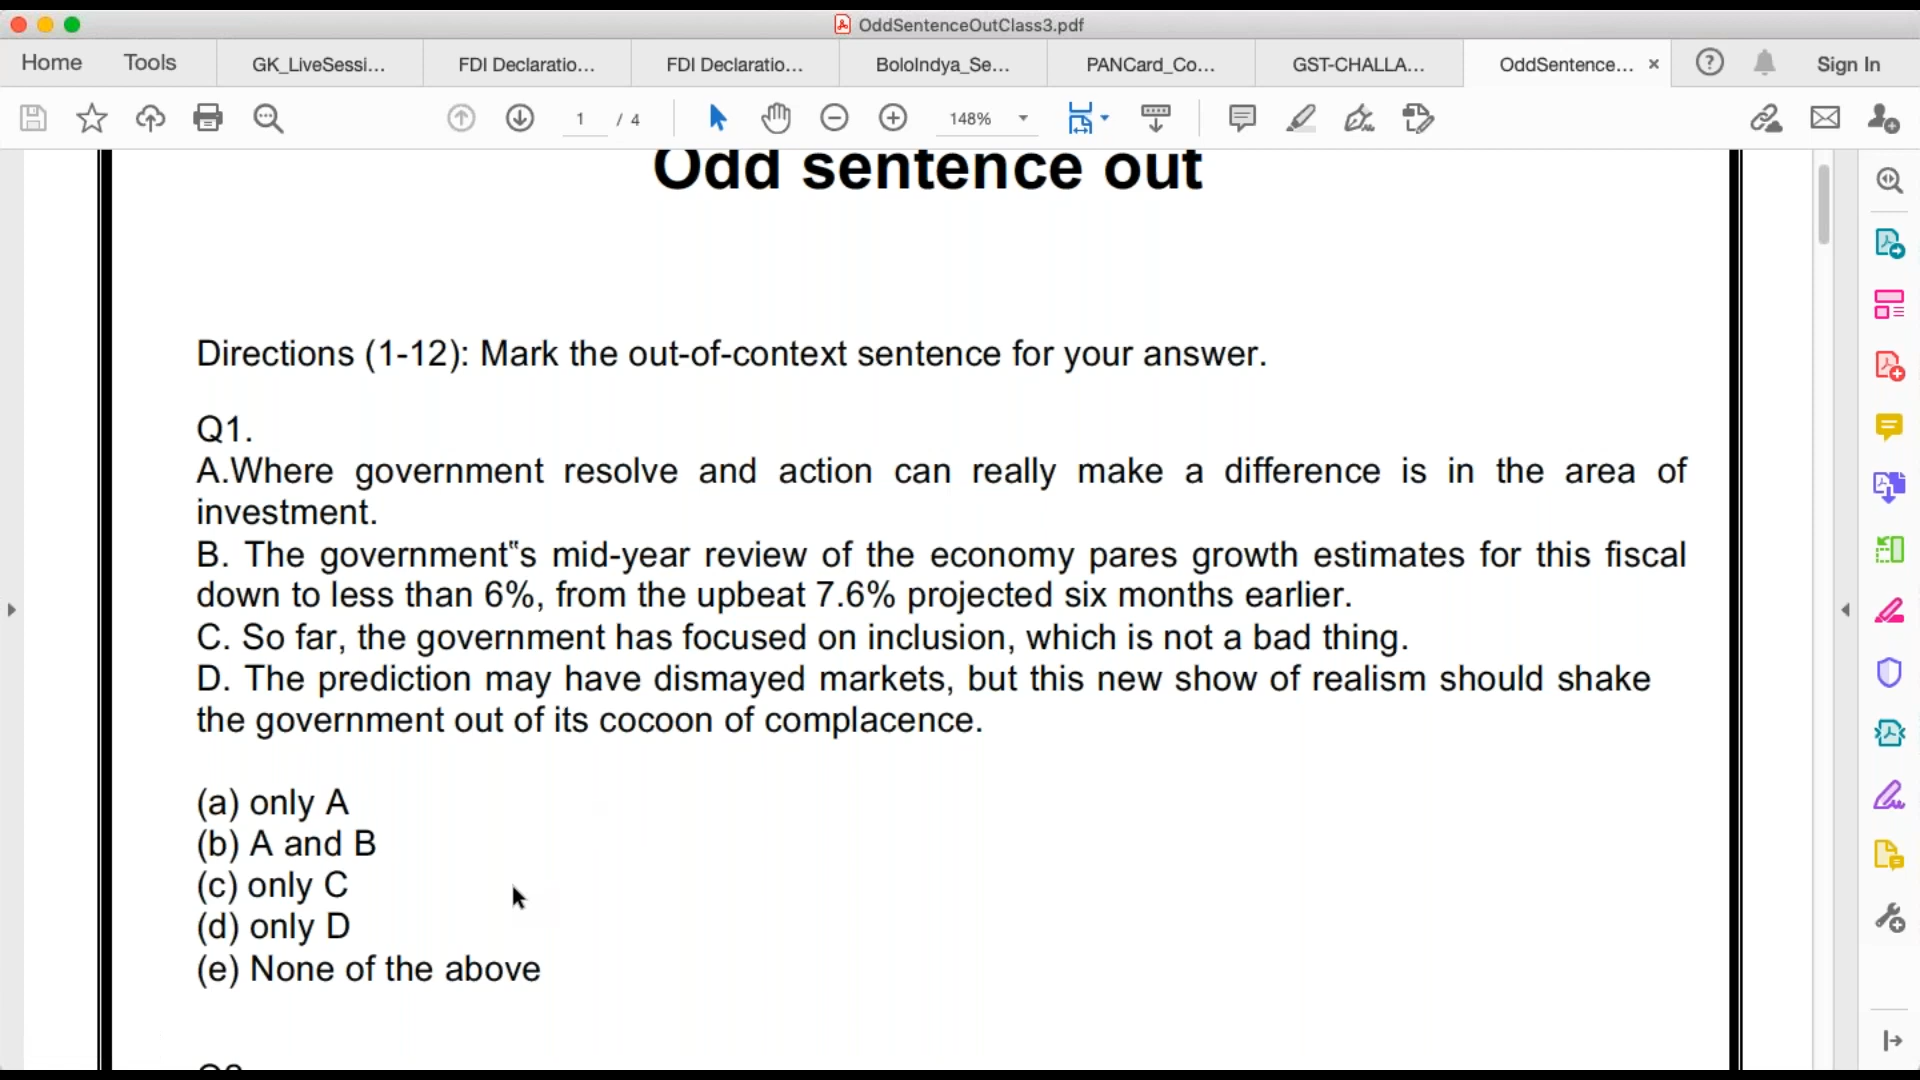 OddSentenceOutClass3.pdf
Home Tools GK_LiveSessi... FDI Declaratio... FDI Declaratio... BoloIndya_Se... PANCard_Co... GST-CHALLA... OddSentence... × Sign In
1 / 4 148%
Odd sentence out
Directions (1-12): Mark the out-of-context sentence for your answer.
Q1.
A.Where government resolve and action can really make a difference is in the area of
investment.
B. The government‟s mid-year review of the economy pares growth estimates for this fiscal
down to less than 6%, from the upbeat 7.6% projected six months earlier.
C. So far, the government has focused on inclusion, which is not a bad thing.
D. The prediction may have dismayed markets, but this new show of realism should shake
the government out of its cocoon of complacence.
(a) only A
(b) A and B
(c) only C
(d) only D
(e) None of the above